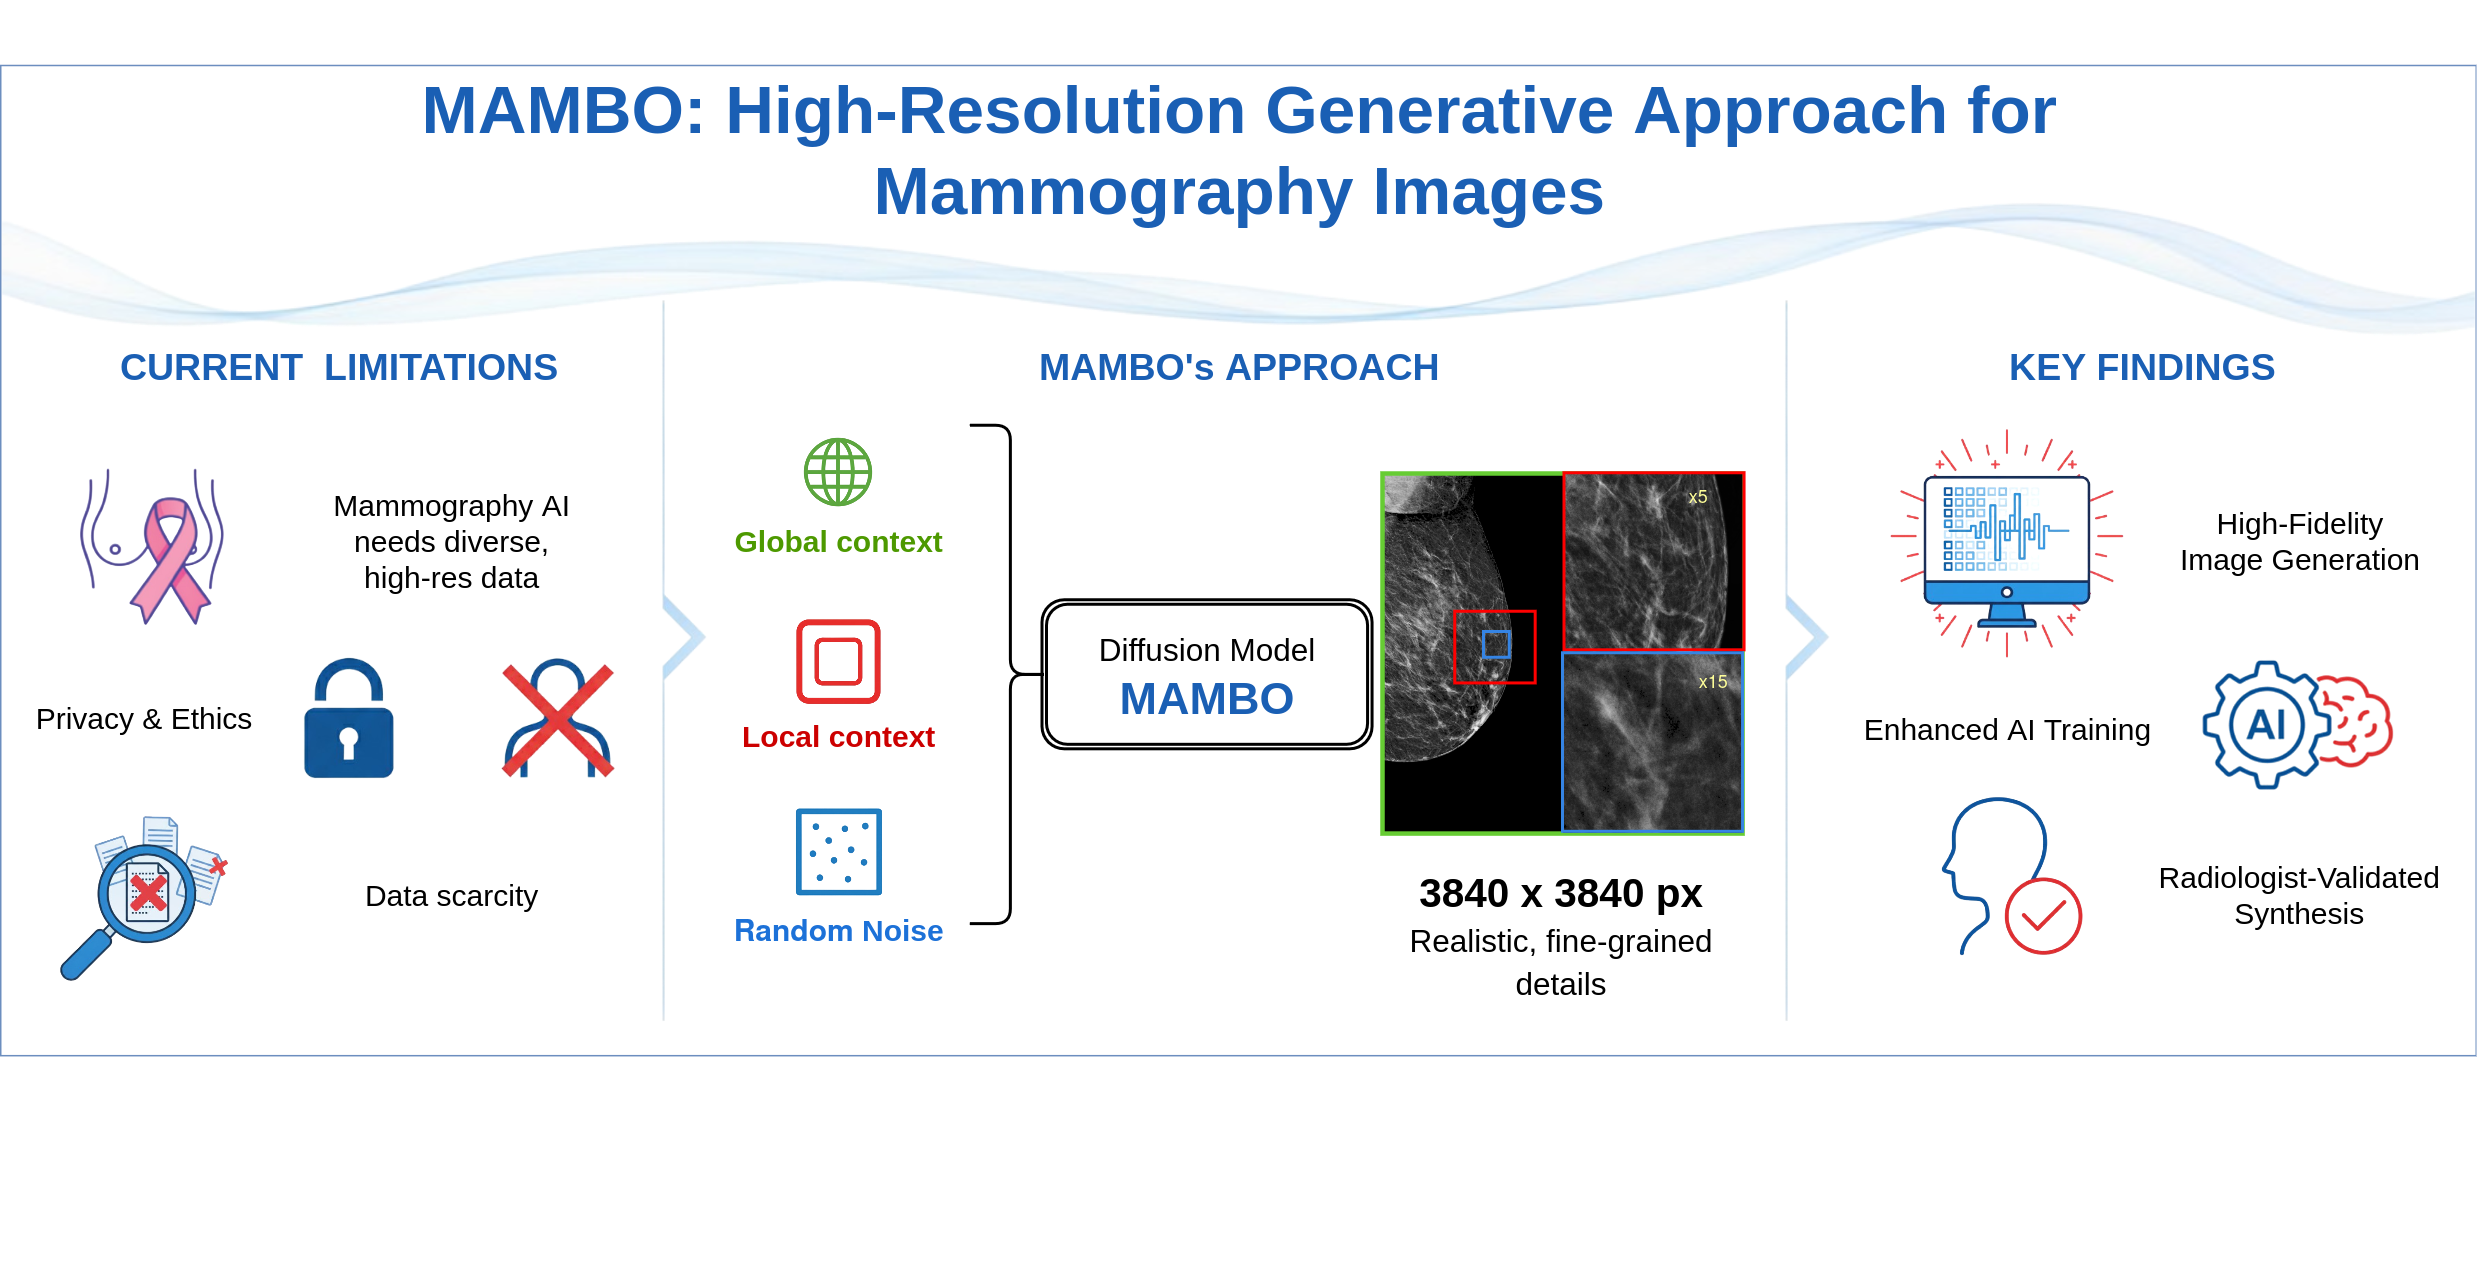 MAMBO: High-Resolution Generative Approach for
Mammography Images
CURRENT LIMITATIONS
Mammography AI
needs diverse,
high-res data
Privacy & Ethics
Data scarcity
MAMBO's APPROACH
Global context
Local context
Random Noise
Diffusion Model
MAMBO
x5
x15
3840 x 3840 px
Realistic, fine-grained
details
KEY FINDINGS
High-Fidelity
Image Generation
Enhanced AI Training
AI
Radiologist-Validated
Synthesis